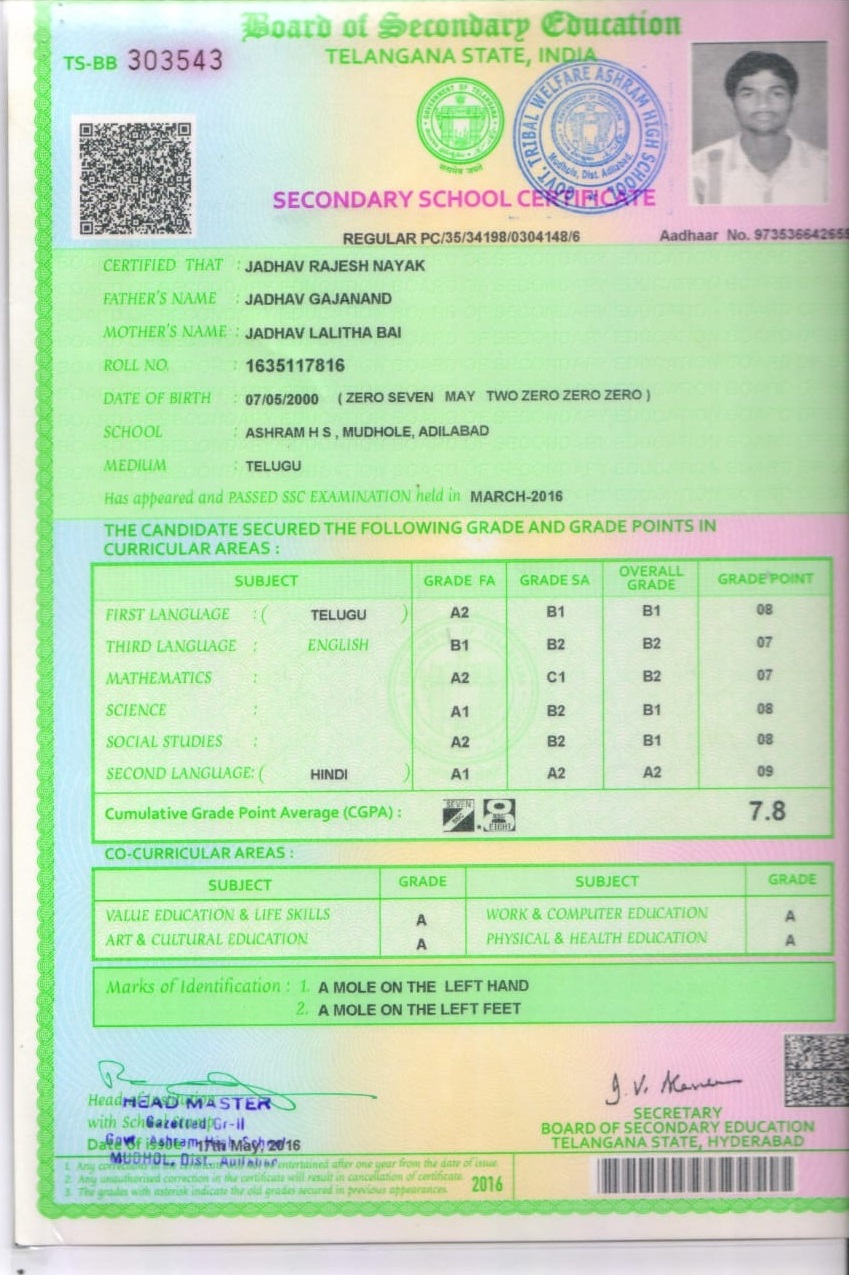 Board of Secondary Education
TS-BB 303543
TELANGANA STATE, INDIA
GOVERNMENT OF TELANGANA
GOVT. TRIBAL WELFARE ASHRAM HIGH SCHOOL
Mudhole, Dist. Adilabad.
SECONDARY SCHOOL CERTIFICATE
REGULAR PC/35/34198/0304148/6 Aadhaar No. 973536642655
CERTIFIED THAT : JADHAV RAJESH NAYAK
FATHER'S NAME : JADHAV GAJANAND
MOTHER'S NAME : JADHAV LALITHA BAI
ROLL NO. : 1635117816
DATE OF BIRTH : 07/05/2000 ( ZERO SEVEN MAY TWO ZERO ZERO ZERO )
SCHOOL : ASHRAM H S , MUDHOLE, ADILABAD
MEDIUM : TELUGU
Has appeared and PASSED SSC EXAMINATION held in MARCH-2016
THE CANDIDATE SECURED THE FOLLOWING GRADE AND GRADE POINTS IN
CURRICULAR AREAS :
SUBJECT GRADE FA GRADE SA OVERALL GRADE GRADE POINT
FIRST LANGUAGE : ( TELUGU ) A2 B1 B1 08
THIRD LANGUAGE : ENGLISH B1 B2 B2 07
MATHEMATICS : A2 C1 B2 07
SCIENCE : A1 B2 B1 08
SOCIAL STUDIES : A2 B2 B1 08
SECOND LANGUAGE: ( HINDI ) A1 A2 A2 09
Cumulative Grade Point Average (CGPA) : SEVEN 7.8 EIGHT 7.8
CO-CURRICULAR AREAS :
SUBJECT GRADE SUBJECT GRADE
VALUE EDUCATION & LIFE SKILLS A WORK & COMPUTER EDUCATION A
ART & CULTURAL EDUCATION A PHYSICAL & HEALTH EDUCATION A
Marks of Identification : 1. A MOLE ON THE LEFT HAND
2. A MOLE ON THE LEFT FEET
Head of Institution
HEAD MASTER
with School
Gazetted Gr-II
Date of Issue: 17th May, 2016
Govt. Ashram High School
MUDHOL, Dist. Adilabad
SECRETARY
BOARD OF SECONDARY EDUCATION
TELANGANA STATE, HYDERABAD
1. Any correction entertained after one year from the date of issue.
2. Any unauthorised correction in the certificate will result in cancellation of certificate.
3. The grades with asterisk indicate the old grades secured in previous appearances.
2016